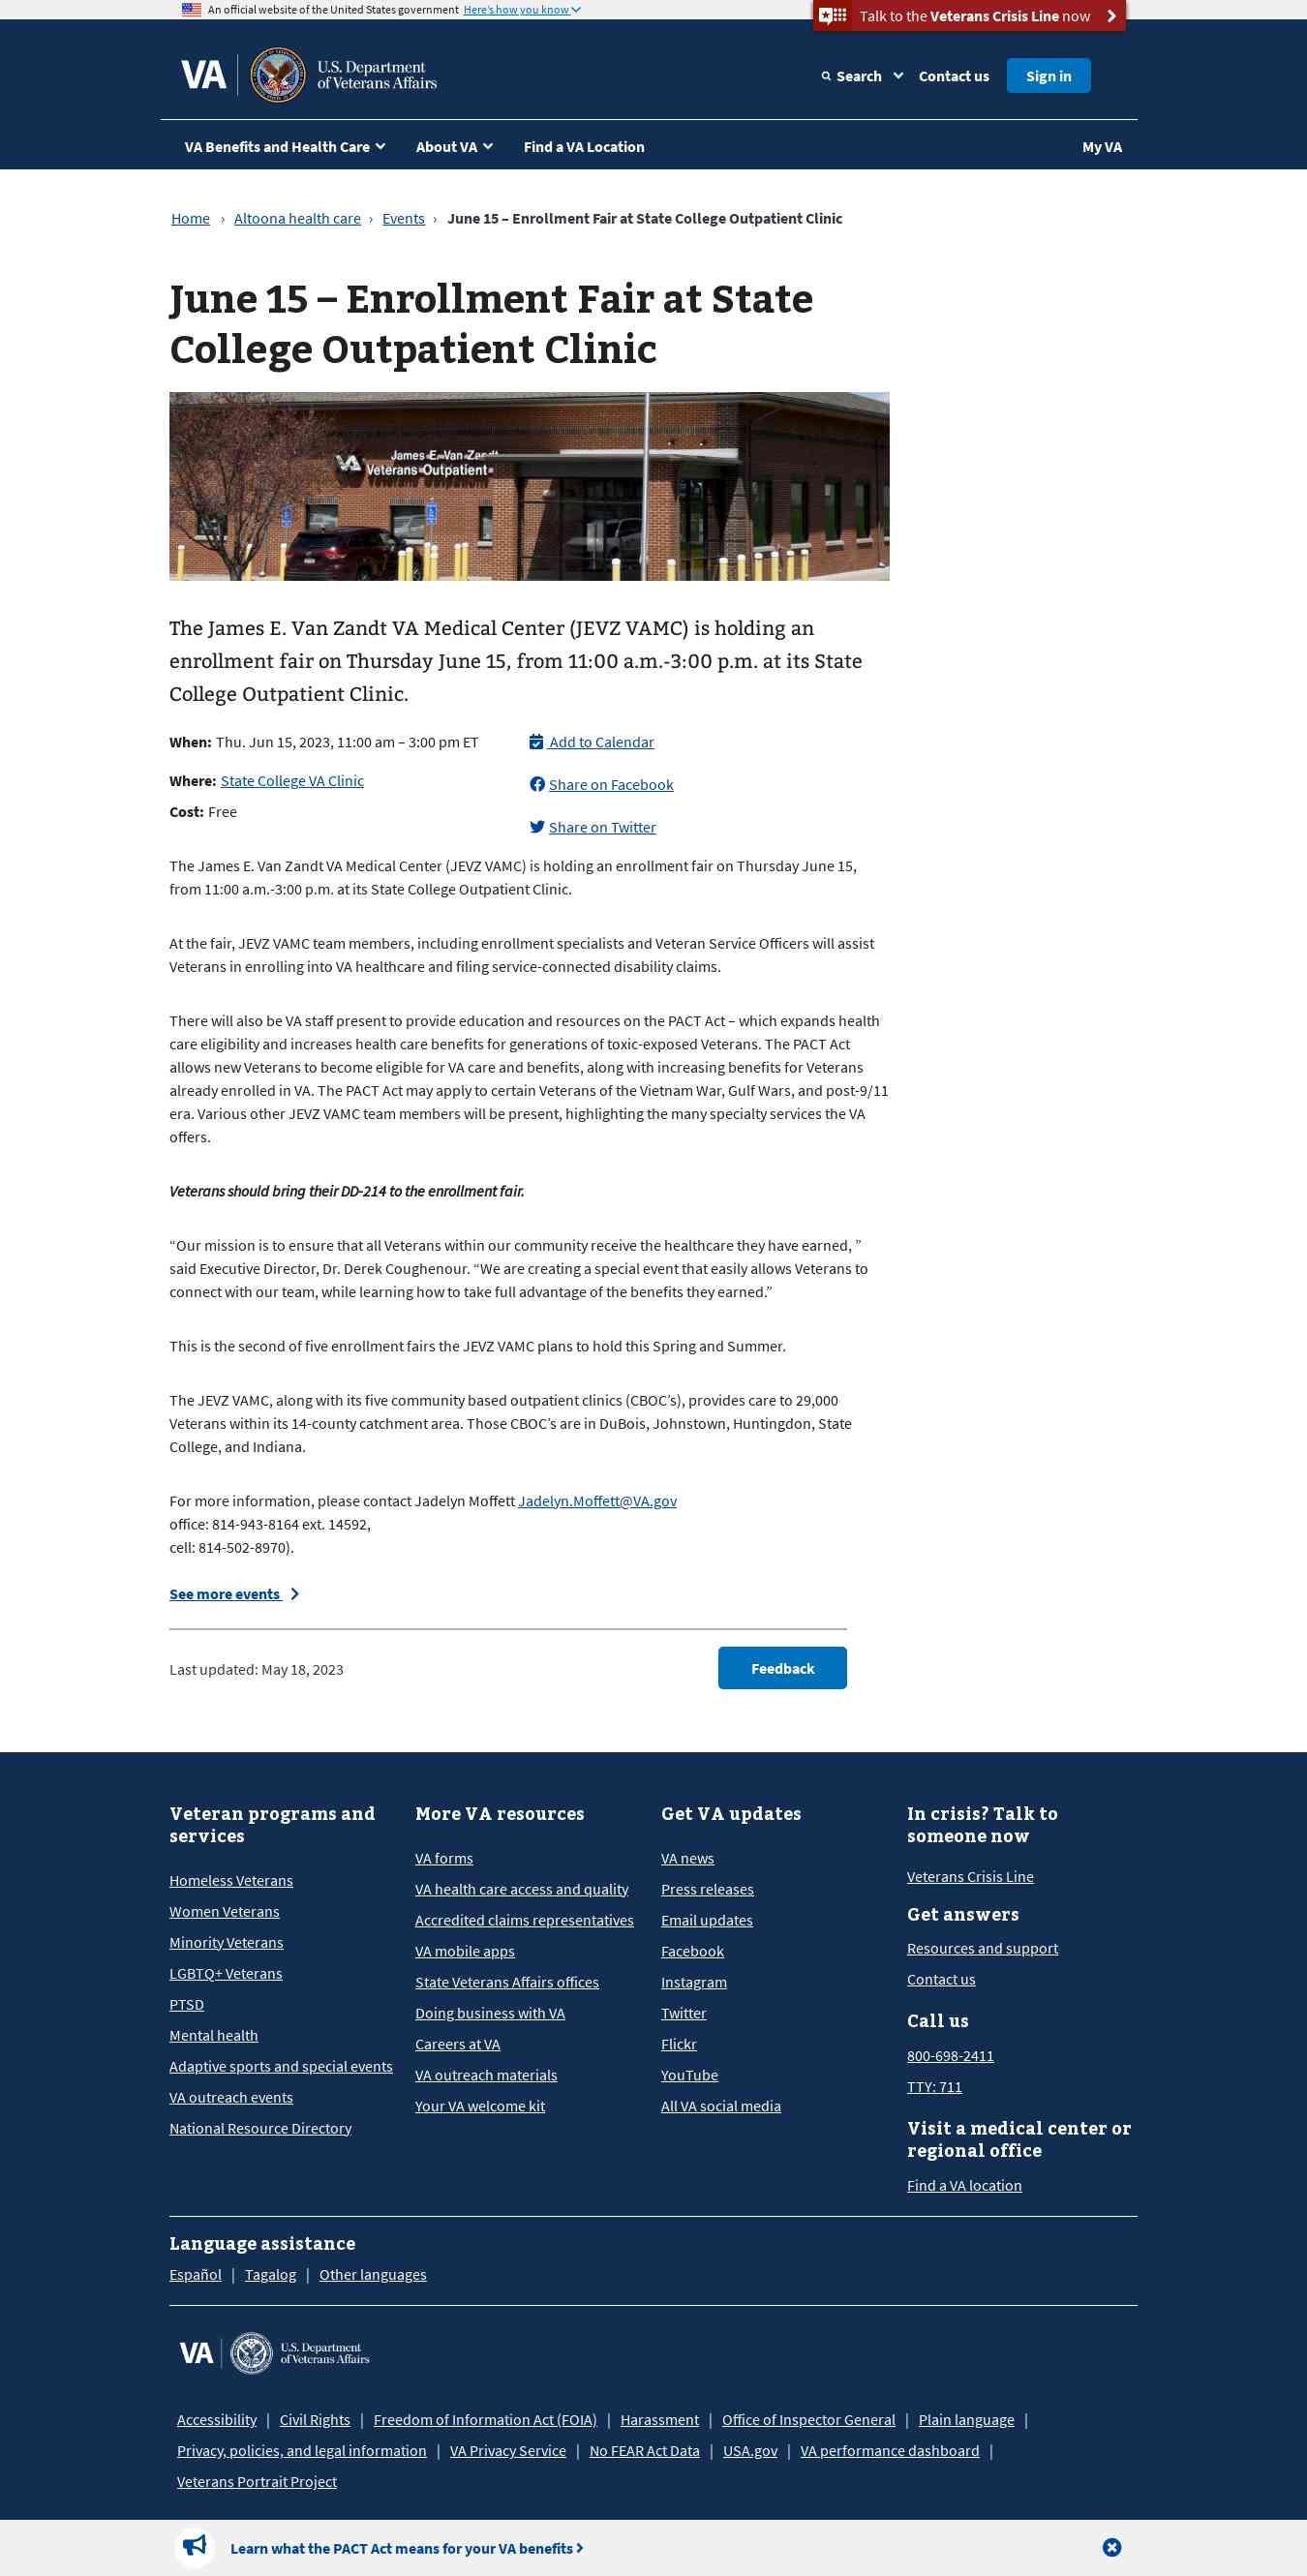 An official website of the United States government Here's how you know
Talk to the Veterans Crisis Line now
VA U.S. Department
of Veterans Affairs
Search Contact us Sign in
VA Benefits and Health Care About VA Find a VA Location My VA
Home › Altoona health care › Events › June 15 – Enrollment Fair at State College Outpatient Clinic
June 15 – Enrollment Fair at State
College Outpatient Clinic
VA James E. Van Zandt
Veterans Outpatient
The James E. Van Zandt VA Medical Center (JEVZ VAMC) is holding an
enrollment fair on Thursday June 15, from 11:00 a.m.-3:00 p.m. at its State
College Outpatient Clinic.
When: Thu. Jun 15, 2023, 11:00 am – 3:00 pm ET
Where: State College VA Clinic
Cost: Free
Add to Calendar
Share on Facebook
Share on Twitter
The James E. Van Zandt VA Medical Center (JEVZ VAMC) is holding an enrollment fair on Thursday June 15,
from 11:00 a.m.-3:00 p.m. at its State College Outpatient Clinic.
At the fair, JEVZ VAMC team members, including enrollment specialists and Veteran Service Officers will assist
Veterans in enrolling into VA healthcare and filing service-connected disability claims.
There will also be VA staff present to provide education and resources on the PACT Act – which expands health
care eligibility and increases health care benefits for generations of toxic-exposed Veterans. The PACT Act
allows new Veterans to become eligible for VA care and benefits, along with increasing benefits for Veterans
already enrolled in VA. The PACT Act may apply to certain Veterans of the Vietnam War, Gulf Wars, and post-9/11
era. Various other JEVZ VAMC team members will be present, highlighting the many specialty services the VA
offers.
Veterans should bring their DD-214 to the enrollment fair.
“Our mission is to ensure that all Veterans within our community receive the healthcare they have earned, ”
said Executive Director, Dr. Derek Coughenour. “We are creating a special event that easily allows Veterans to
connect with our team, while learning how to take full advantage of the benefits they earned.”
This is the second of five enrollment fairs the JEVZ VAMC plans to hold this Spring and Summer.
The JEVZ VAMC, along with its five community based outpatient clinics (CBOC’s), provides care to 29,000
Veterans within its 14-county catchment area. Those CBOC’s are in DuBois, Johnstown, Huntingdon, State
College, and Indiana.
For more information, please contact Jadelyn Moffett Jadelyn.Moffett@VA.gov
office: 814-943-8164 ext. 14592,
cell: 814-502-8970).
See more events
Last updated: May 18, 2023
Feedback
Veteran programs and
services
Homeless Veterans
Women Veterans
Minority Veterans
LGBTQ+ Veterans
PTSD
Mental health
Adaptive sports and special events
VA outreach events
National Resource Directory
More VA resources
VA forms
VA health care access and quality
Accredited claims representatives
VA mobile apps
State Veterans Affairs offices
Doing business with VA
Careers at VA
VA outreach materials
Your VA welcome kit
Get VA updates
VA news
Press releases
Email updates
Facebook
Instagram
Twitter
Flickr
YouTube
All VA social media
In crisis? Talk to
someone now
Veterans Crisis Line
Get answers
Resources and support
Contact us
Call us
800-698-2411
TTY: 711
Visit a medical center or
regional office
Find a VA location
Language assistance
Español | Tagalog | Other languages
VA U.S. Department
of Veterans Affairs
Accessibility | Civil Rights | Freedom of Information Act (FOIA) | Harassment | Office of Inspector General | Plain language |
Privacy, policies, and legal information | VA Privacy Service | No FEAR Act Data | USA.gov | VA performance dashboard |
Veterans Portrait Project
Learn what the PACT Act means for your VA benefits